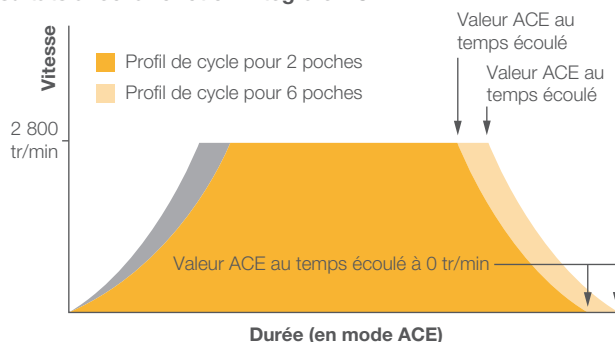 Valeur ACE au
temps écoulé
Valeur ACE au
temps écoulé
Vitesse
Profil de cycle pour 2 poches
Profil de cycle pour 6 poches
2 800
tr/min
Valeur ACE au temps écoulé à 0 tr/min
Durée (en mode ACE)